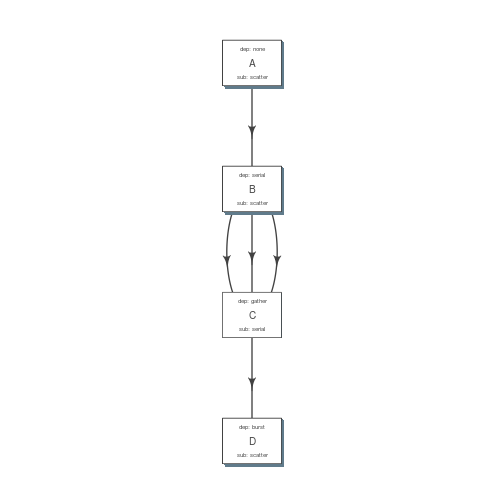 dep: none
A
sub: scatter
dep: serial
B
sub: scatter
dep: gather
C
sub: serial
dep: burst
D
sub: scatter